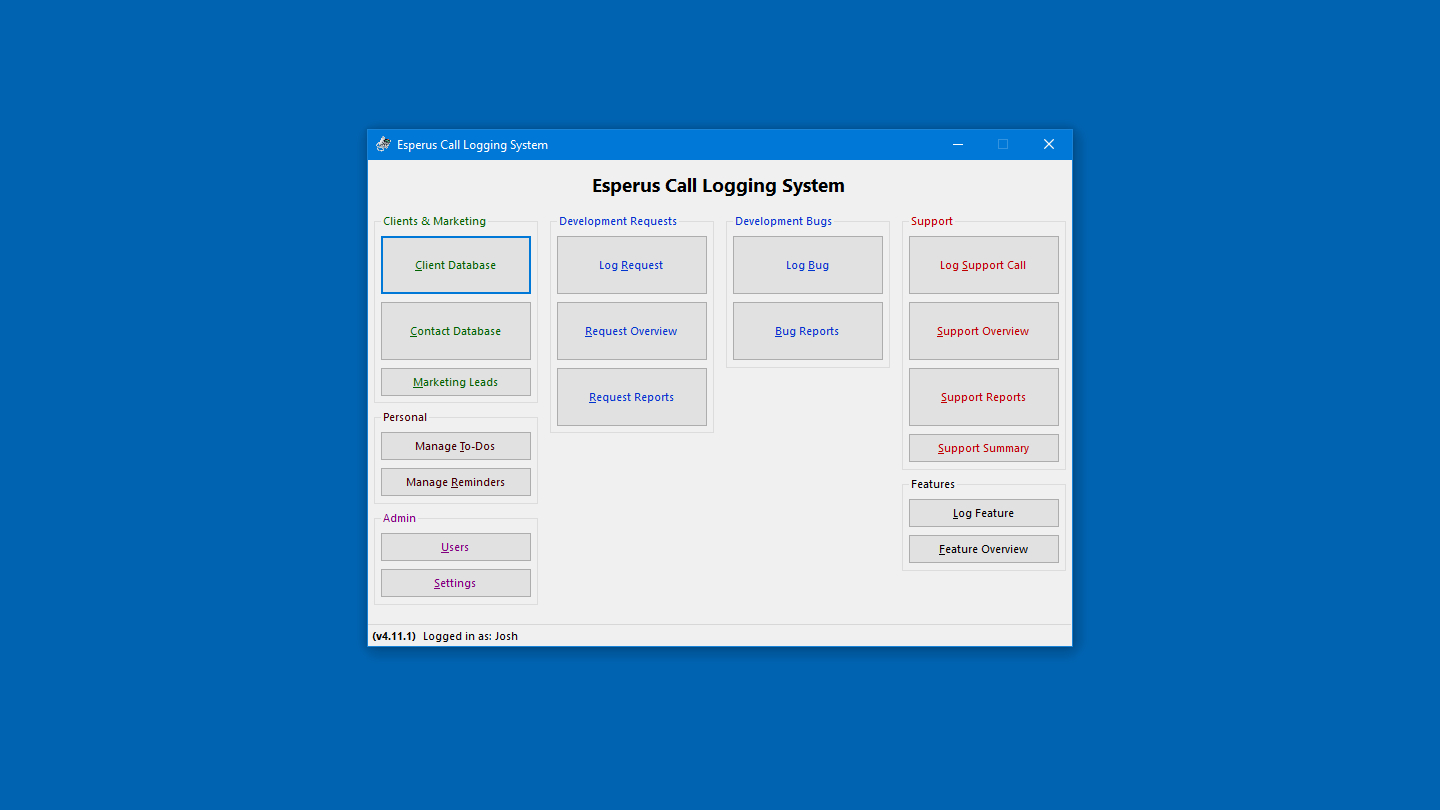 Esperus Call Logging System
Esperus Call Logging System
Clients & Marketing
Client Database
Contact Database
Marketing Leads
Personal
Manage To-Dos
Manage Reminders
Admin
Users
Settings
Development Requests
Log Request
Request Overview
Request Reports
Development Bugs
Log Bug
Bug Reports
Support
Log Support Call
Support Overview
Support Reports
Support Summary
Features
Log Feature
Feature Overview
(v4.11.1) Logged in as: Josh